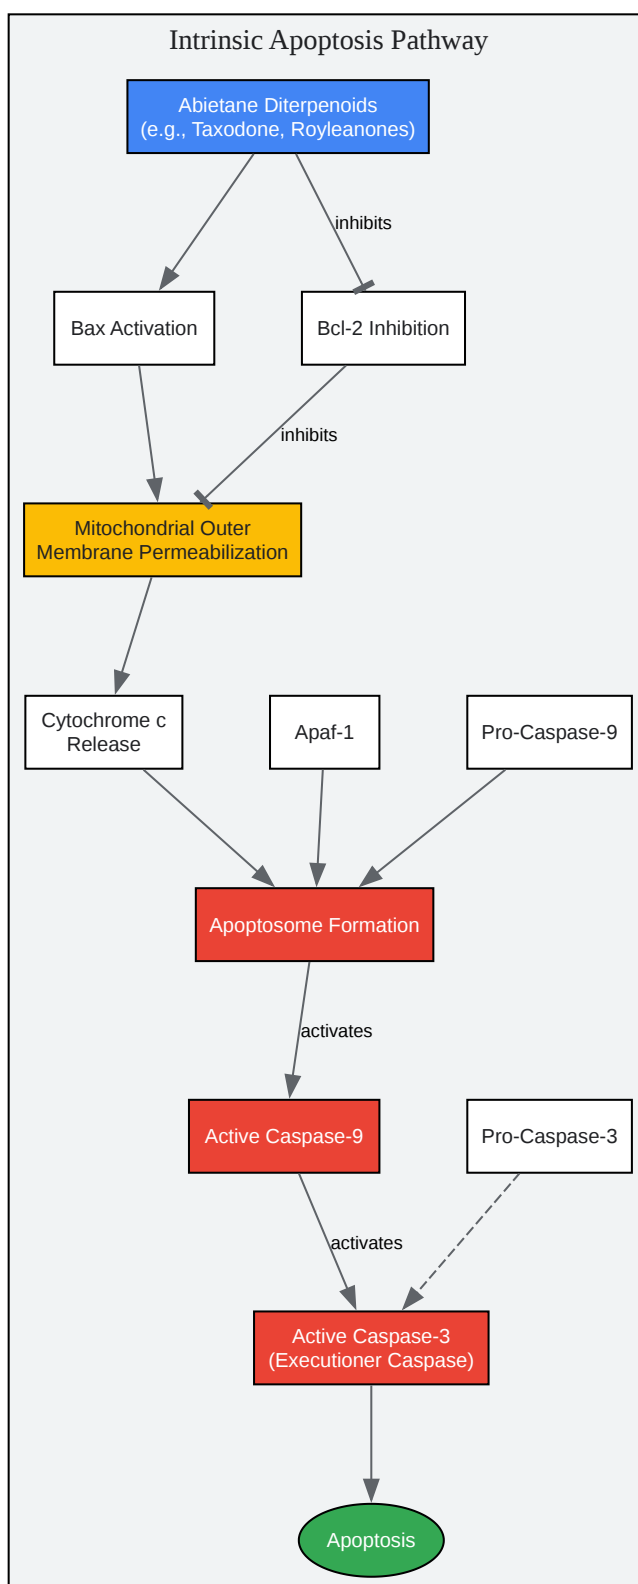 Intrinsic Apoptosis Pathway
Abietane Diterpenoids
(e.g., Taxodone, Royleanones)
inhibits
Bax Activation
Bcl-2 Inhibition
inhibits
Mitochondrial Outer
Membrane Permeabilization
Cytochrome c
Release
Apaf-1
Pro-Caspase-9
Apoptosome Formation
activates
Active Caspase-9
Pro-Caspase-3
activates
Active Caspase-3
(Executioner Caspase)
Apoptosis